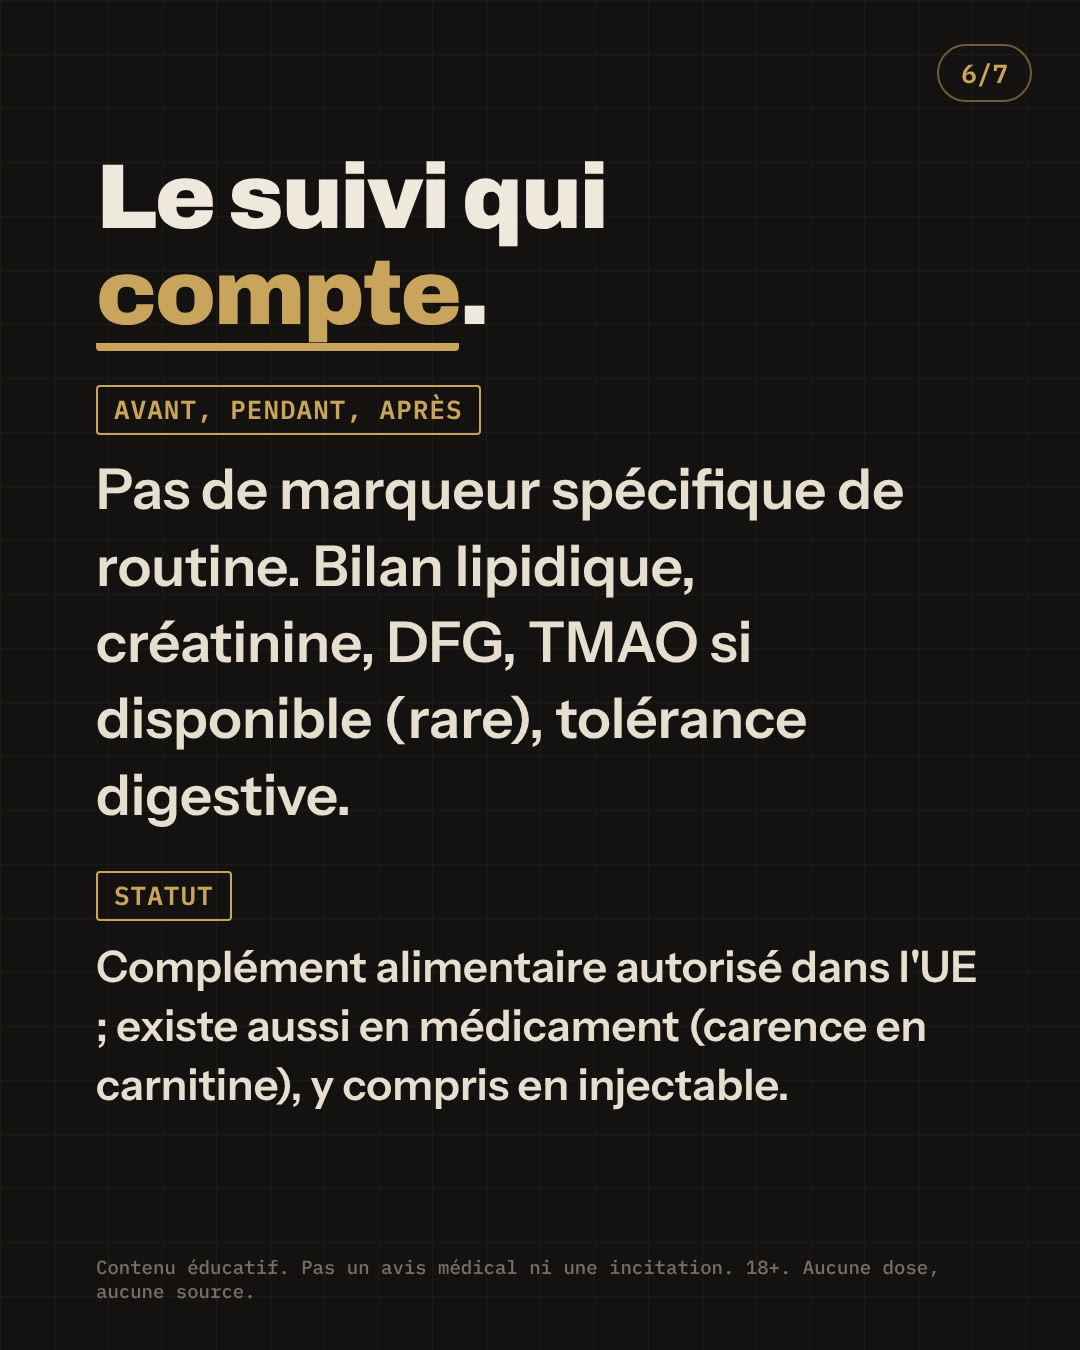 6/7
Le suivi qui
compte.
AVANT, PENDANT, APRÈS
Pas de marqueur spécifique de
routine. Bilan lipidique,
créatinine, DFG, TMAO si
disponible (rare), tolérance
digestive.
STATUT
Complément alimentaire autorisé dans l'UE
; existe aussi en médicament (carence en
carnitine), y compris en injectable.
Contenu éducatif. Pas un avis médical ni une incitation. 18+. Aucune dose,
aucune source.